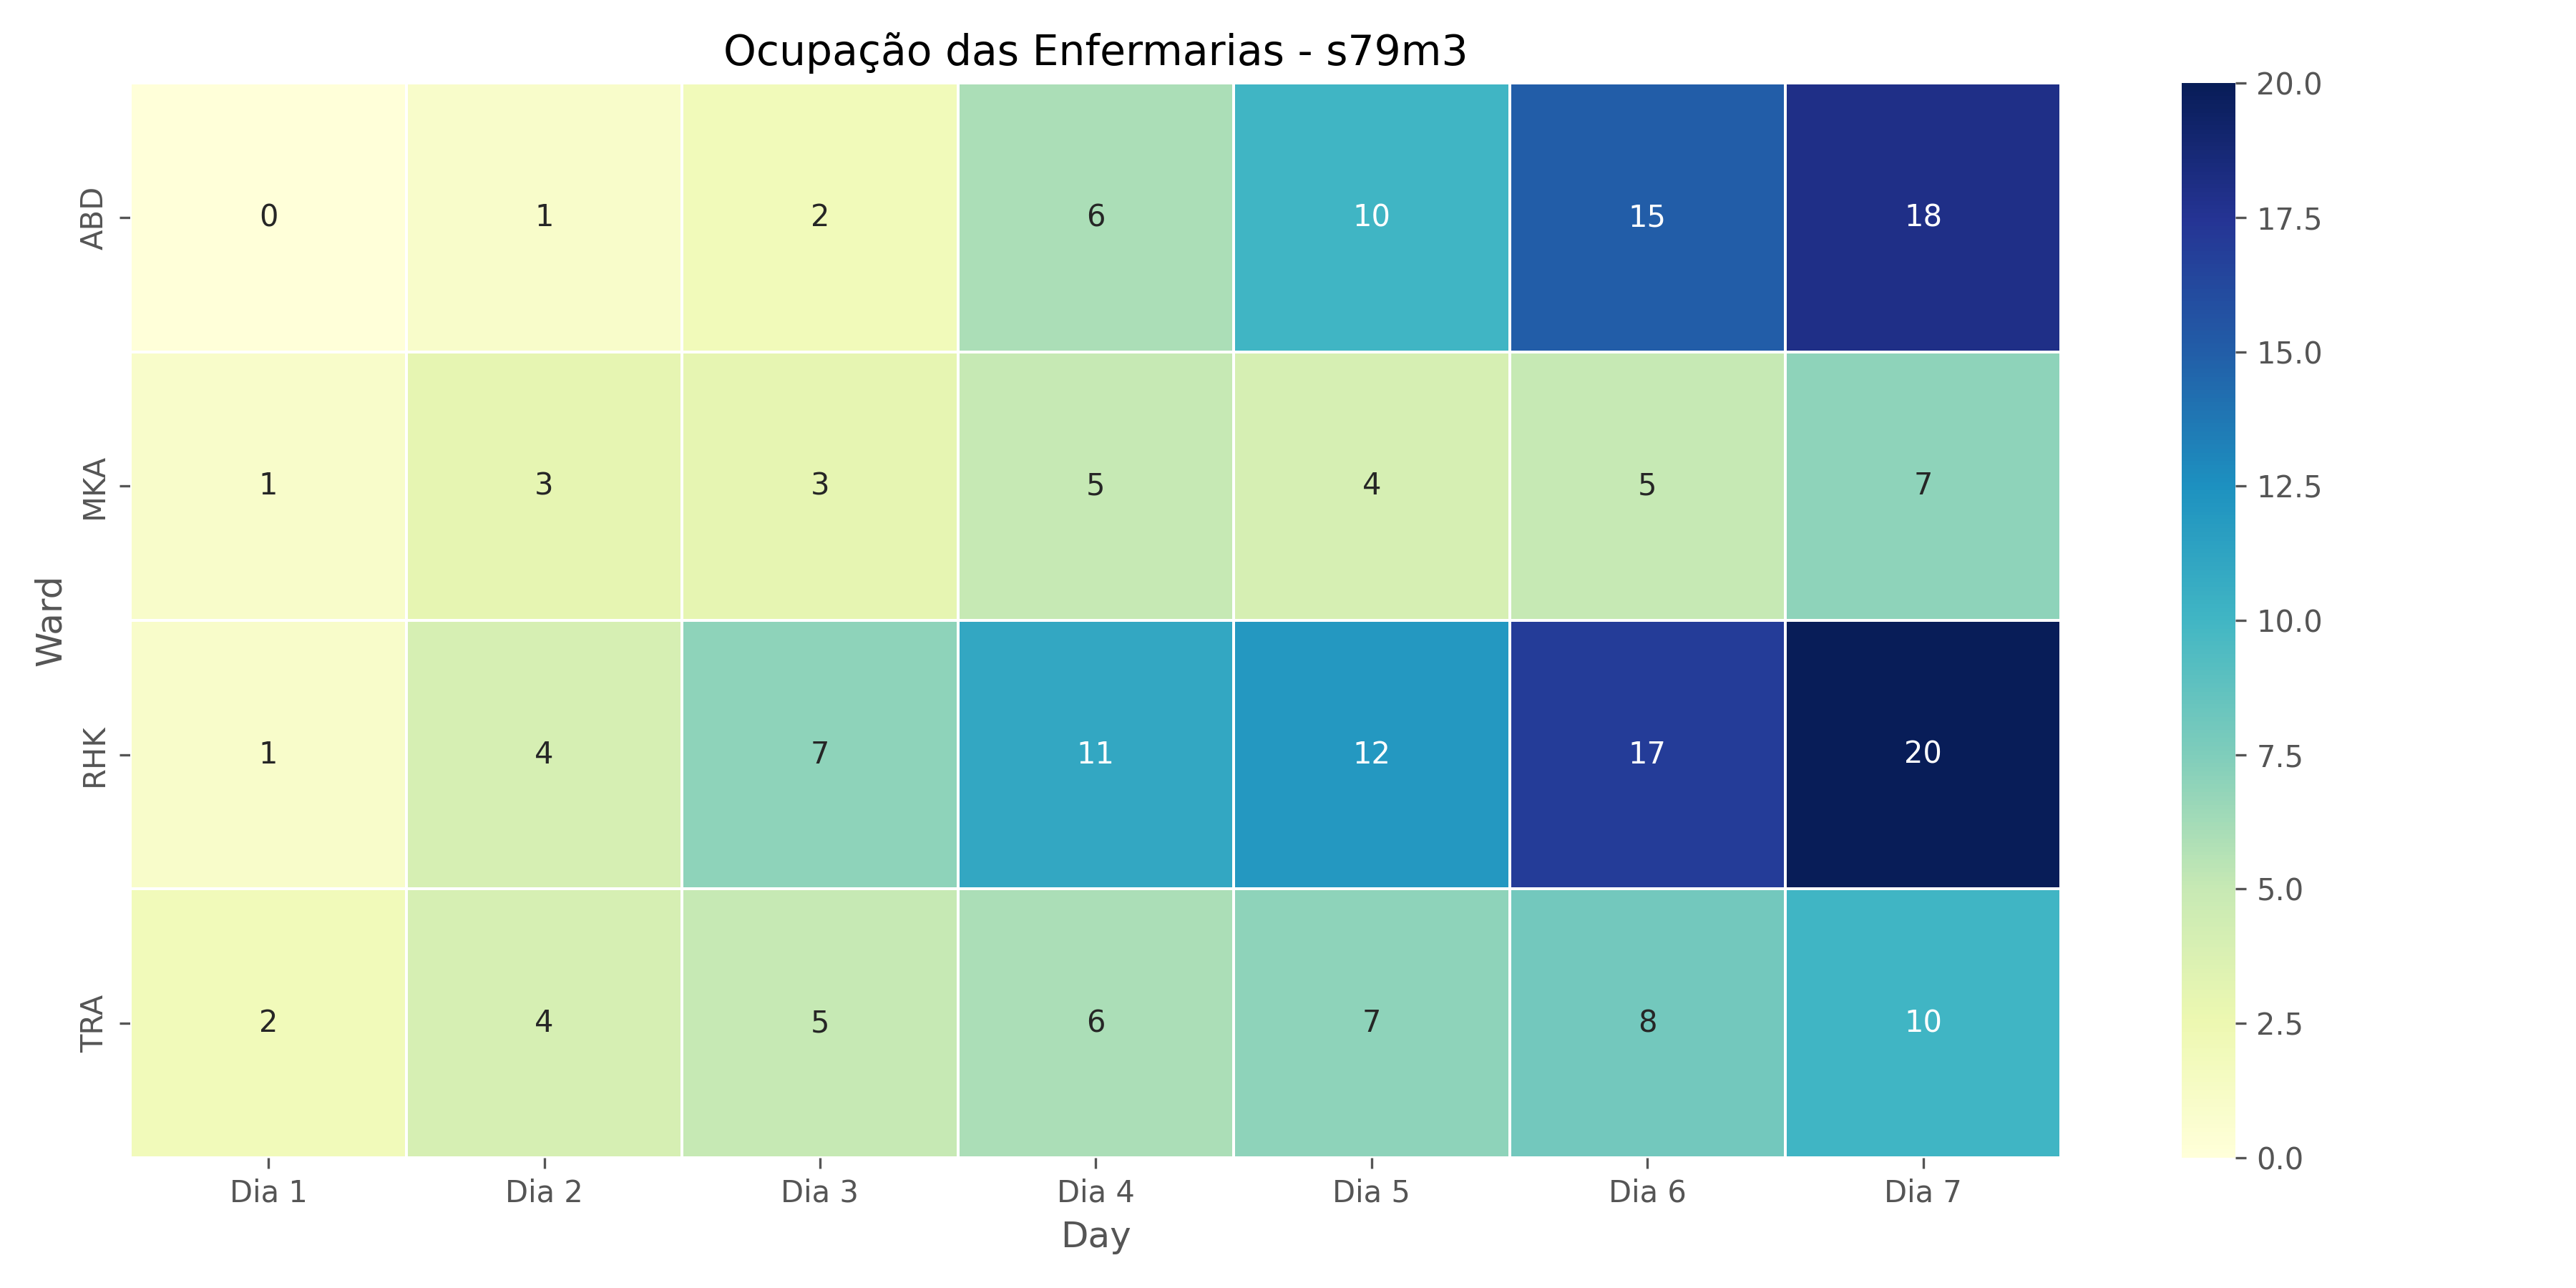 Ocupação das Enfermarias - s79m3
ABD 0 1 2 6 10 15 18
MKA 1 3 3 5 4 5 7
RHK 1 4 7 11 12 17 20
TRA 2 4 5 6 7 8 10
Ward
Dia 1 Dia 2 Dia 3 Dia 4 Dia 5 Dia 6 Dia 7
Day
20.0
17.5
15.0
12.5
10.0
7.5
5.0
2.5
0.0